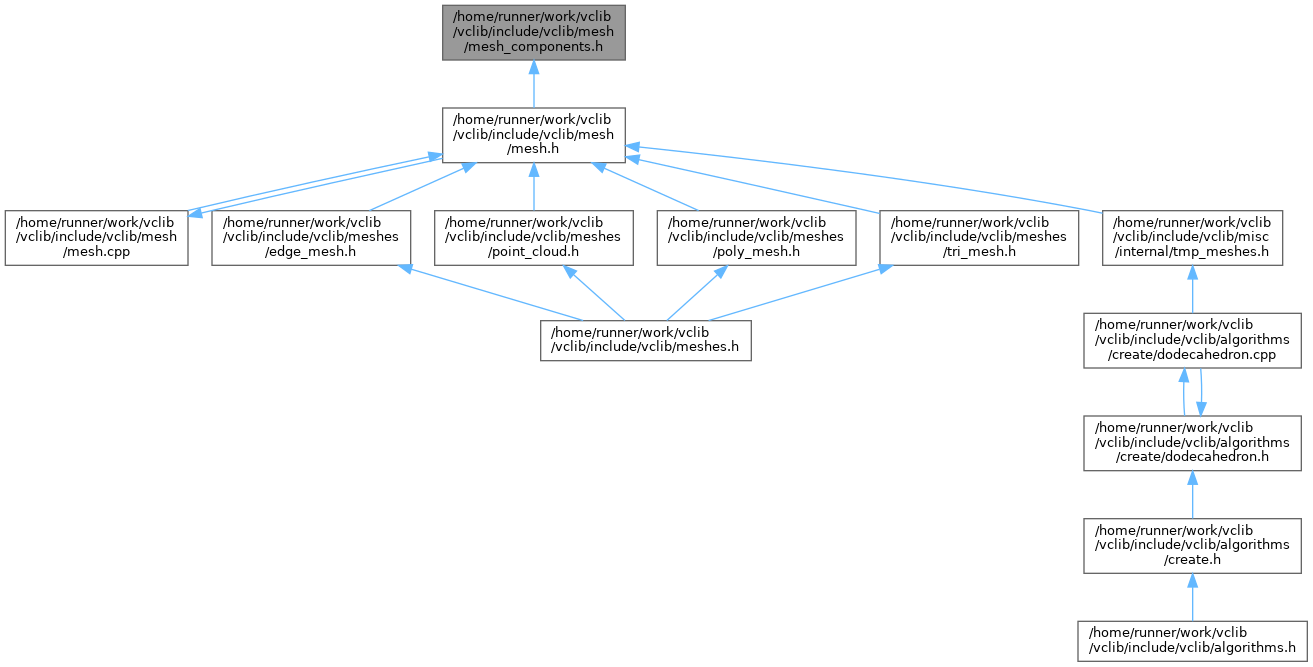 /home/runner/work/vclib
/vclib/include/vclib/mesh
/mesh_components.h
/home/runner/work/vclib
/vclib/include/vclib/mesh
/mesh.h
/home/runner/work/vclib
/vclib/include/vclib/mesh
/mesh.cpp
/home/runner/work/vclib
/vclib/include/vclib/meshes
/edge_mesh.h
/home/runner/work/vclib
/vclib/include/vclib/meshes
/point_cloud.h
/home/runner/work/vclib
/vclib/include/vclib/meshes
/poly_mesh.h
/home/runner/work/vclib
/vclib/include/vclib/meshes
/tri_mesh.h
/home/runner/work/vclib
/vclib/include/vclib/misc
/internal/tmp_meshes.h
/home/runner/work/vclib
/vclib/include/vclib/meshes.h
/home/runner/work/vclib
/vclib/include/vclib/algorithms
/create/dodecahedron.cpp
/home/runner/work/vclib
/vclib/include/vclib/algorithms
/create/dodecahedron.h
/home/runner/work/vclib
/vclib/include/vclib/algorithms
/create.h
/home/runner/work/vclib
/vclib/include/vclib/algorithms.h